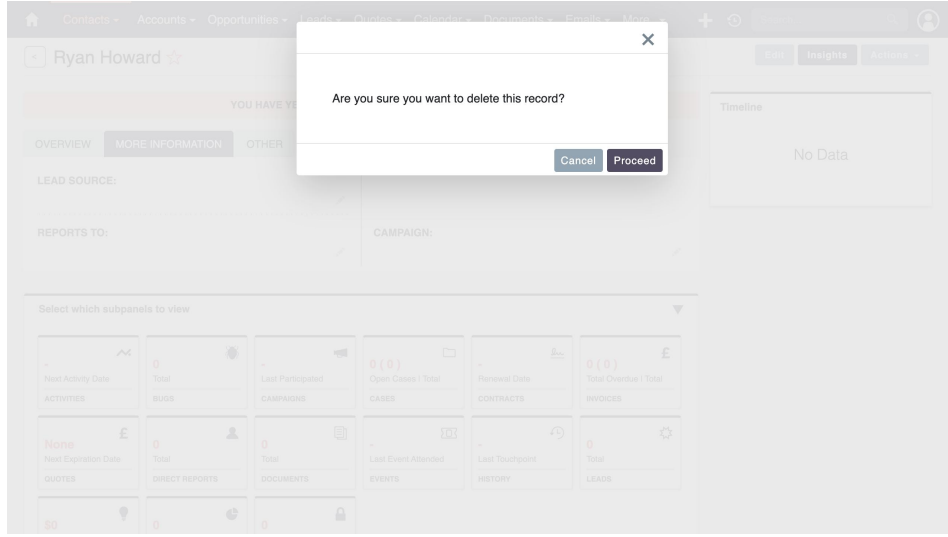 Contacts Accounts Opportunities Leads Quotes Calendar Documents Emails More
Ryan Howard
Edit Insights Actions
YOU HAVE YE
Are you sure you want to delete this record?
Cancel Proceed
Timeline
No Data
OVERVIEW MORE INFORMATION OTHER
LEAD SOURCE:
REPORTS TO: CAMPAIGN:
Select which subpanels to view
- 0 - 0 ( 0 ) - 0 ( 0 )
Next Activity Date Total Last Participated Open Cases \ Total Renewal Date Total Overdue \ Total
ACTIVITIES BUGS CAMPAIGNS CASES CONTRACTS INVOICES
None 0 0 - - 0
Next Expiration Date Total Total Last Event Attended Last Touchpoint Total
QUOTES DIRECT REPORTS DOCUMENTS EVENTS HISTORY LEADS
$0 0 0